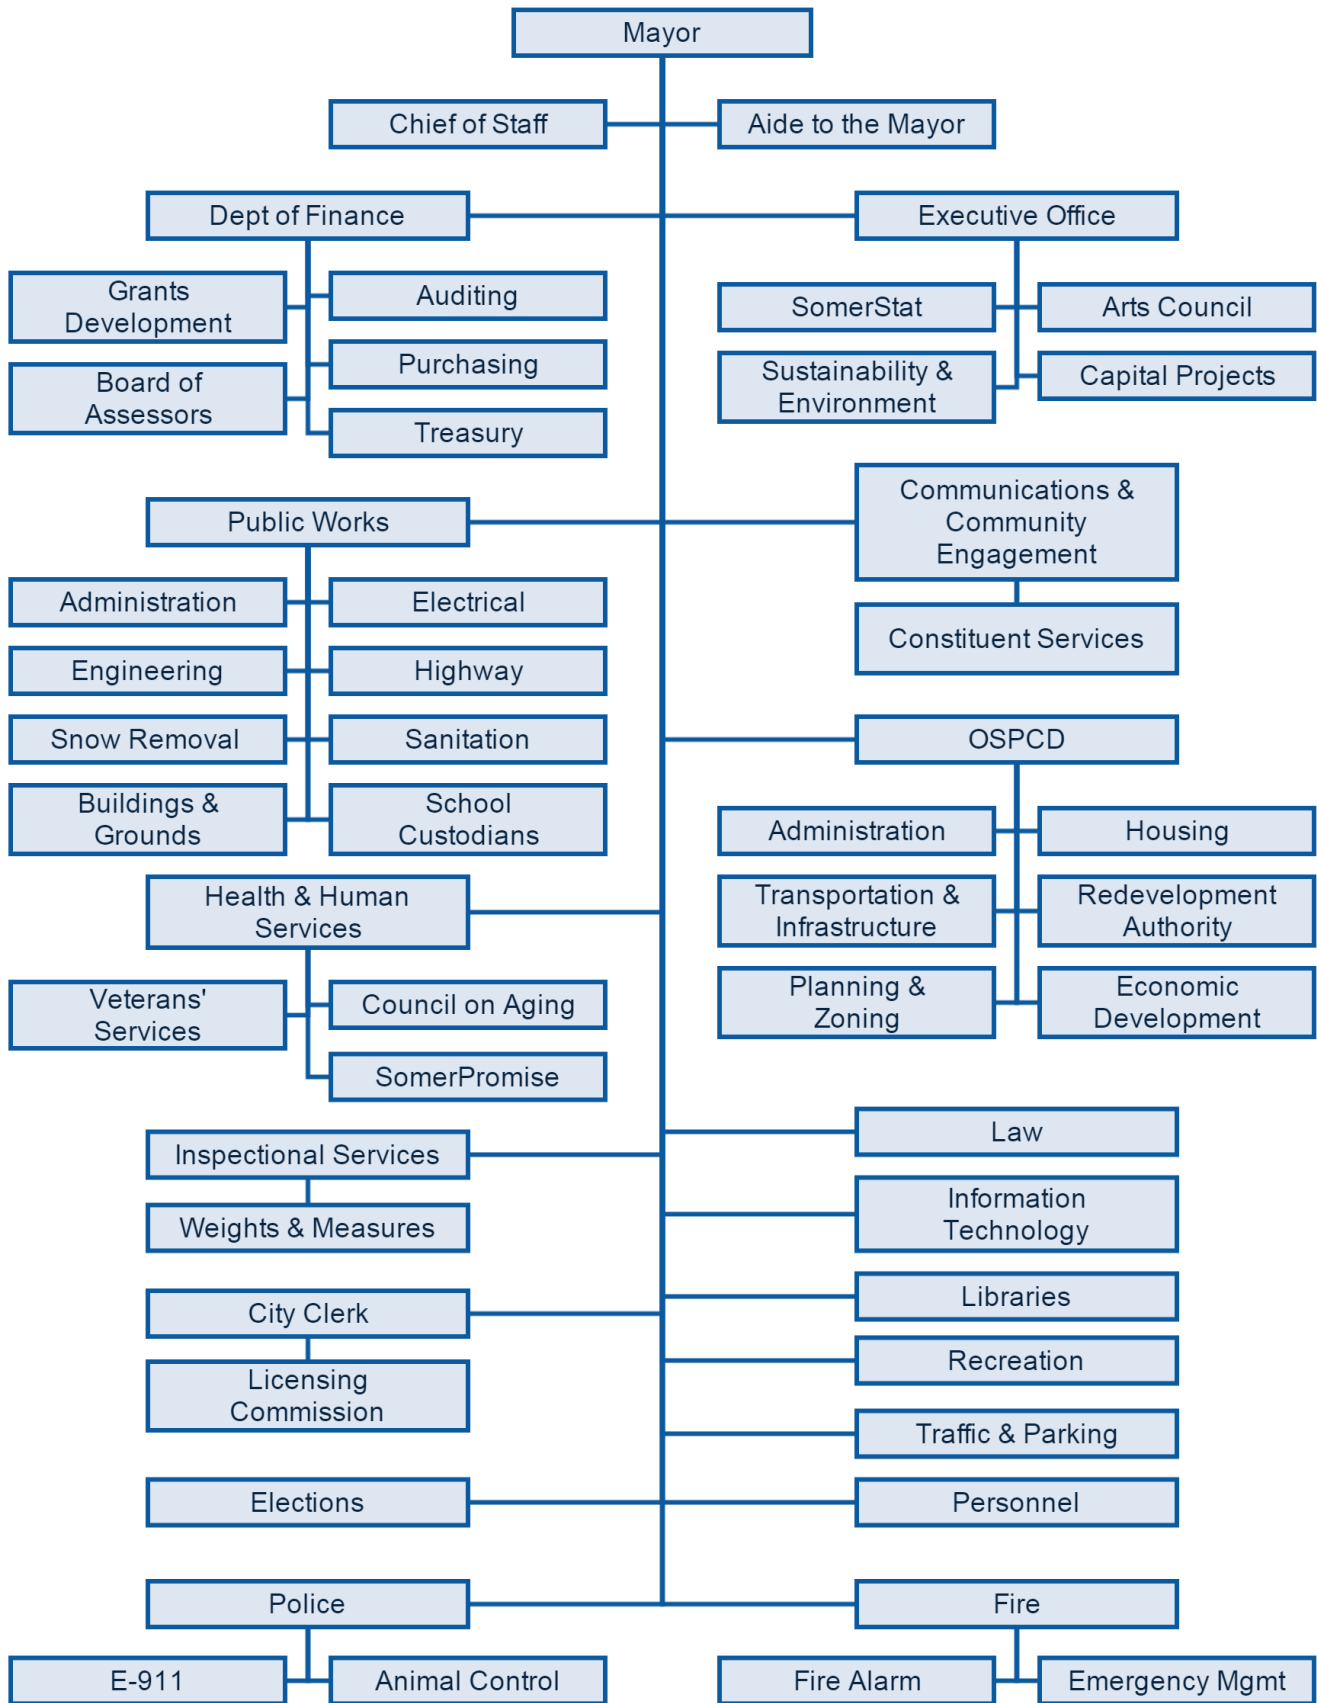 Mayor
Chief of Staff
Aide to the Mayor
Dept of Finance
Executive Office
Grants
Development
Auditing
Purchasing
Board of
Assessors
Treasury
SomerStat
Arts Council
Sustainability &
Environment
Capital Projects
Public Works
Communications &
Community
Engagement
Constituent Services
Administration
Electrical
Engineering
Highway
Snow Removal
Sanitation
Buildings &
Grounds
School
Custodians
OSPCD
Administration
Housing
Transportation &
Infrastructure
Redevelopment
Authority
Planning &
Zoning
Economic
Development
Health & Human
Services
Veterans'
Services
Council on Aging
SomerPromise
Inspectional Services
Weights & Measures
Law
Information
Technology
City Clerk
Licensing
Commission
Libraries
Recreation
Traffic & Parking
Elections
Personnel
Police
Fire
E-911
Animal Control
Fire Alarm
Emergency Mgmt